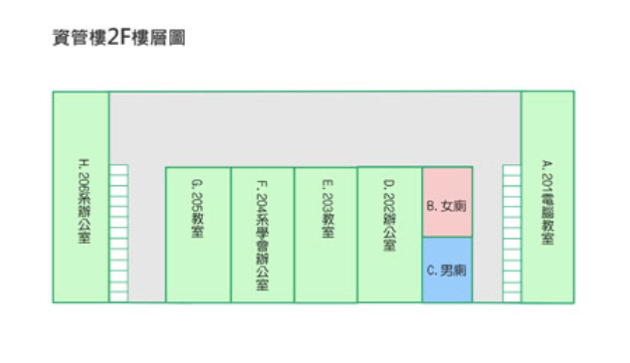 資管樓2F樓層圖
H. 206系辦公室
G. 205教室
F. 204系學會辦公室
E. 203教室
D. 202辦公室
B. 女廁
C. 男廁
A. 201電腦教室